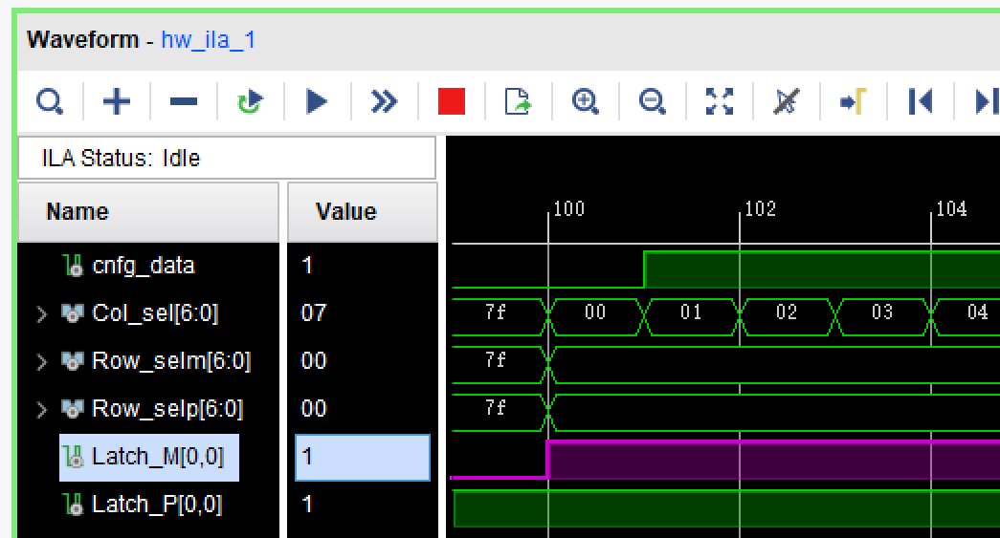 Waveform - hw_ila_1
ILA Status: Idle
Name Value
100 102 104
cnfg_data 1
Col_sel[6:0] 07 7f 00 01 02 03 04
Row_selm[6:0] 00 7f
Row_selp[6:0] 00 7f
Latch_M[0,0] 1
Latch_P[0,0] 1